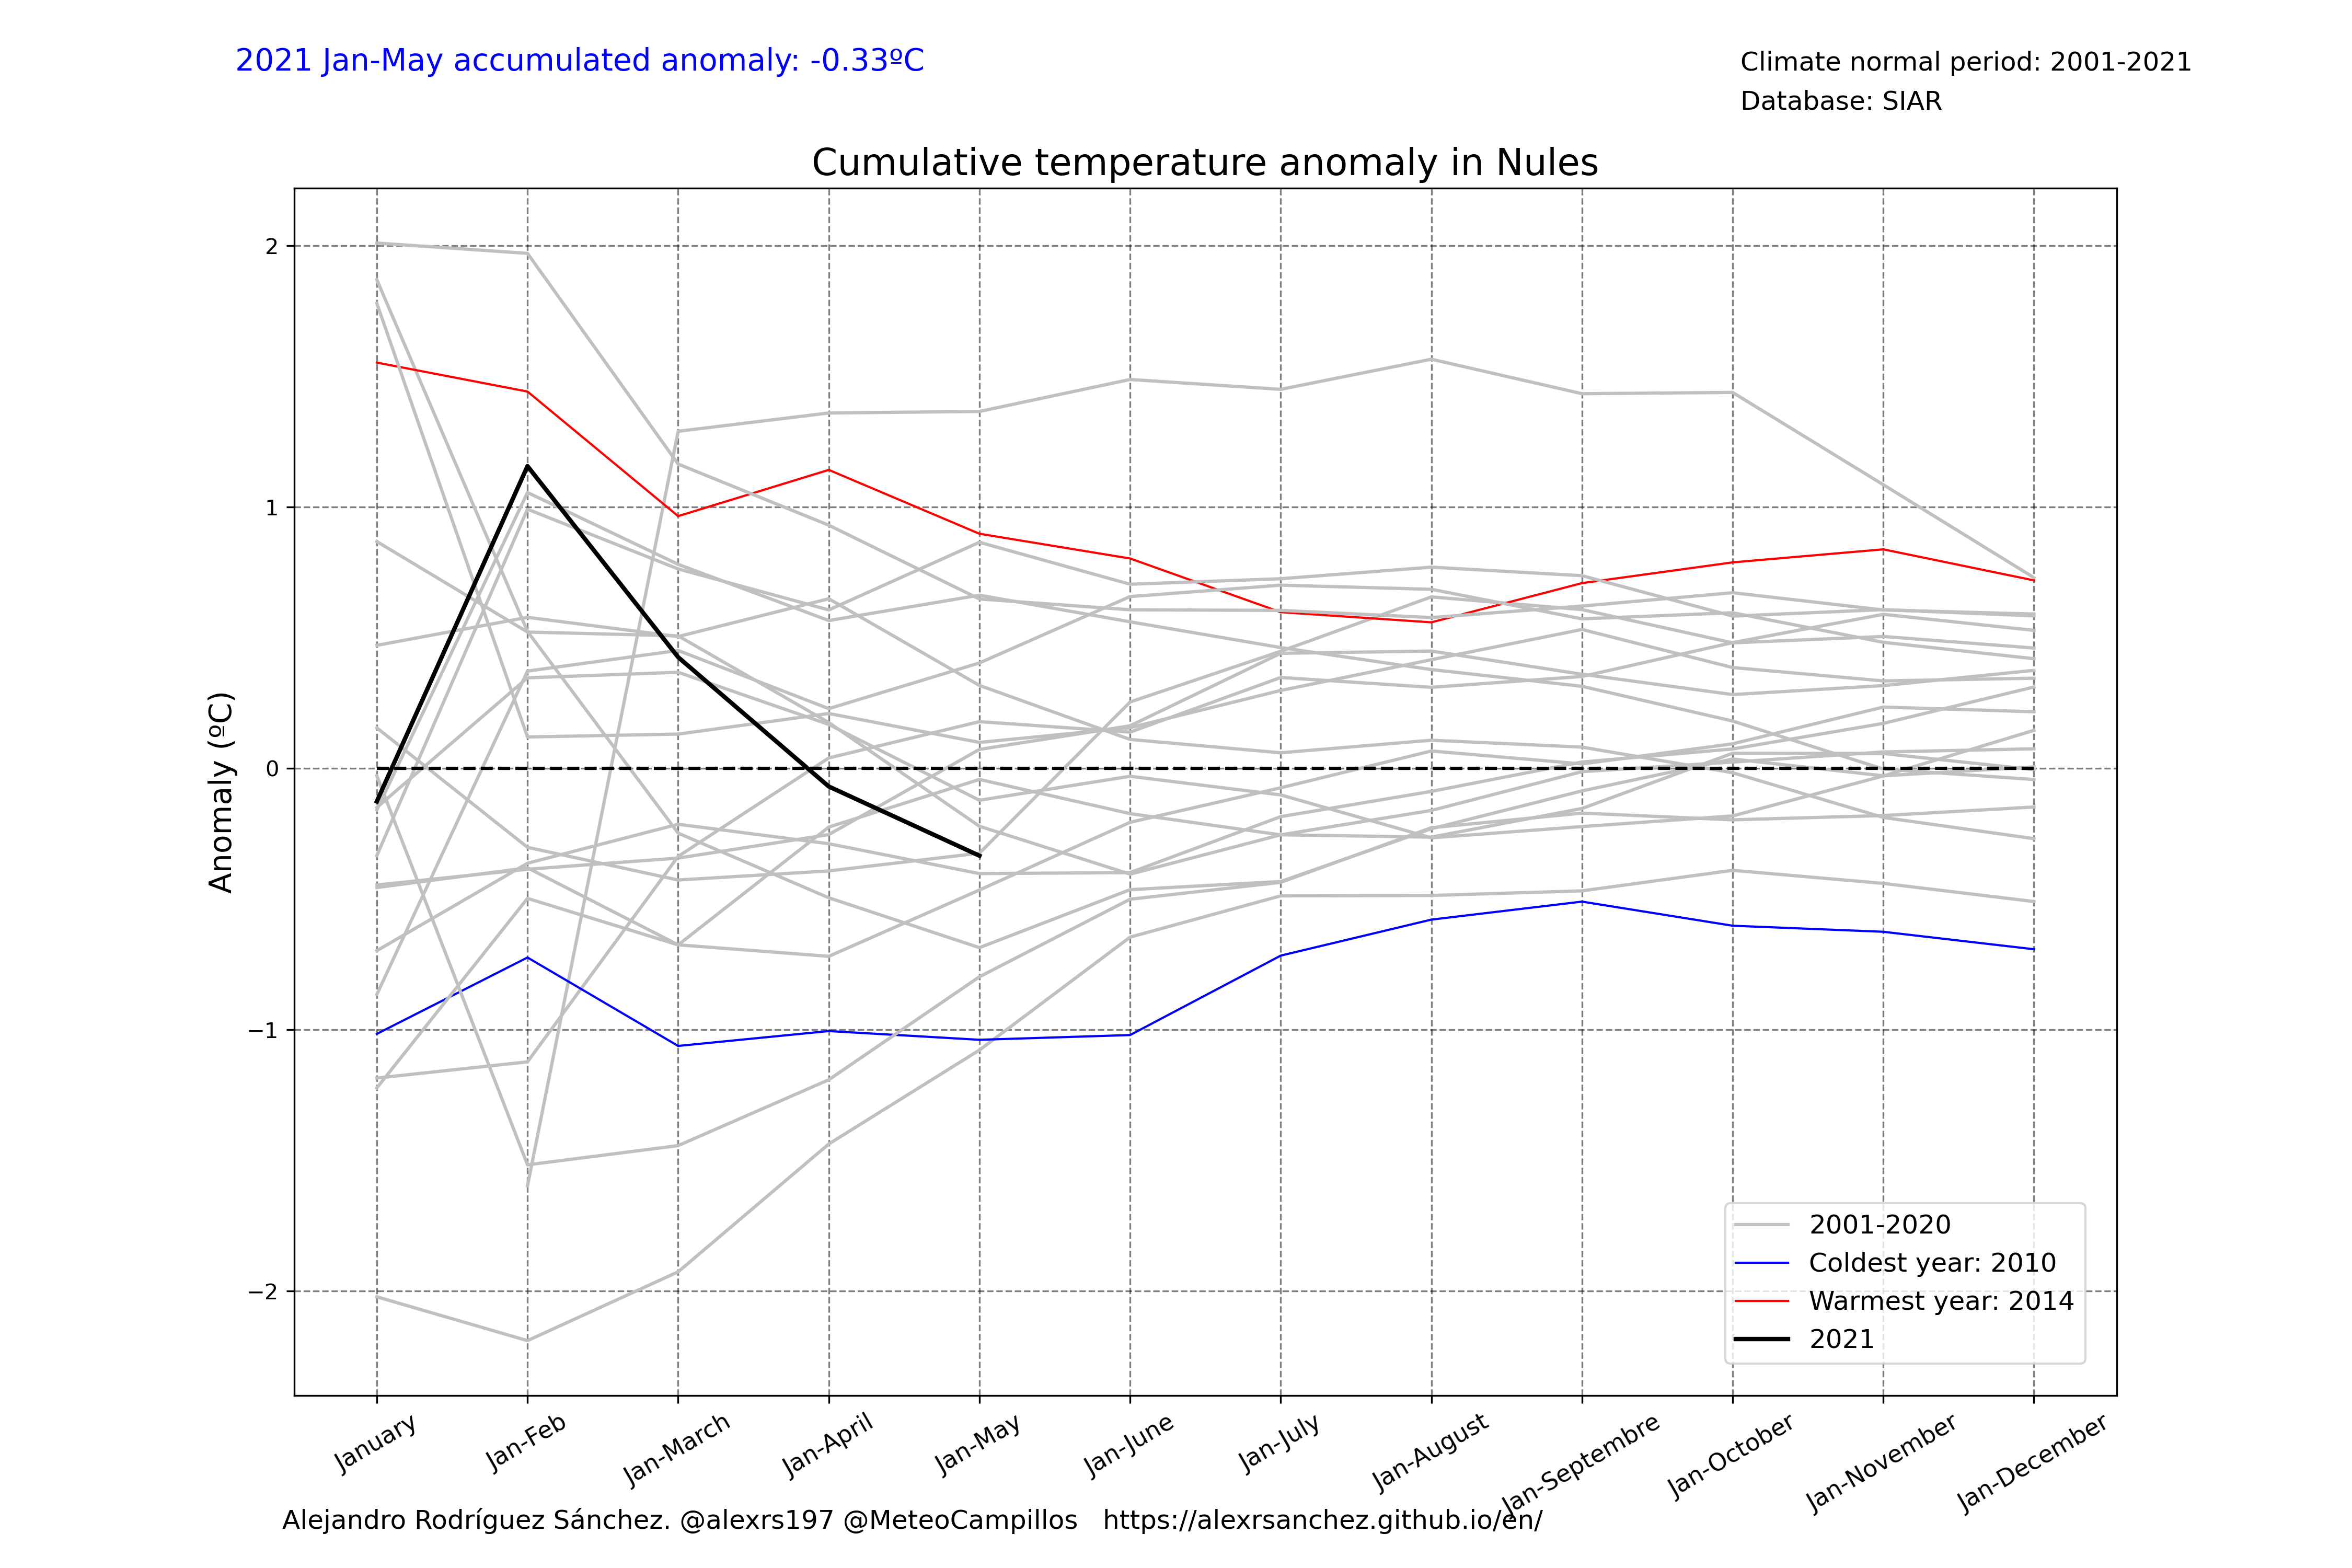 2021 Jan-May accumulated anomaly: -0.33ºC
Climate normal period: 2001-2021
Database: SIAR
Cumulative temperature anomaly in Nules
Anomaly (ºC)
2
1
0
−1
−2
2001-2020
Coldest year: 2010
Warmest year: 2014
2021
January
Jan-Feb
Jan-March
Jan-April
Jan-May
Jan-June
Jan-July
Jan-August
Jan-Septembre
Jan-October
Jan-November
Jan-December
Alejandro Rodríguez Sánchez. @alexrs197 @MeteoCampillos https://alexrsanchez.github.io/en/